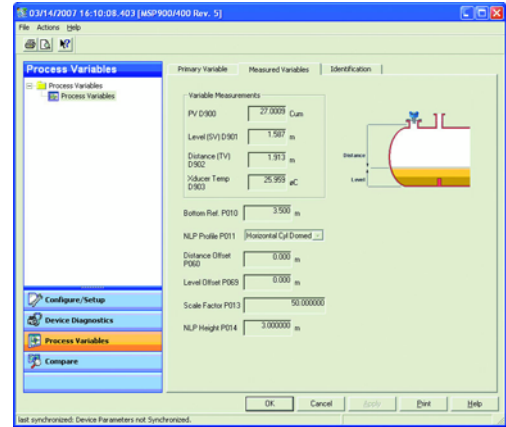 03/14/2007 16:10:08.403 [MSP900/400 Rev. 5]
File Actions Help
Process Variables
Process Variables
Process Variables
Configure/Setup
Device Diagnostics
Process Variables
Compare
Primary Variable Measured Variables Identification
Variable Measurements
PV D900 27.0009 Cum
Level (SV) D901 1.587 m
Distance (TV) D902 1.913 m
Xducer Temp D903 25.959 øC
Distance
Level
Bottom Ref. P010 3.500 m
NLP Profile P011 Horizontal Cyl Domed
Distance Offset P060 0.000 m
Level Offset P069 0.000 m
Scale Factor P013 50.000000
NLP Height P014 3.000000 m
OK Cancel Apply Print Help
last synchronized: Device Parameters not Synchronized.